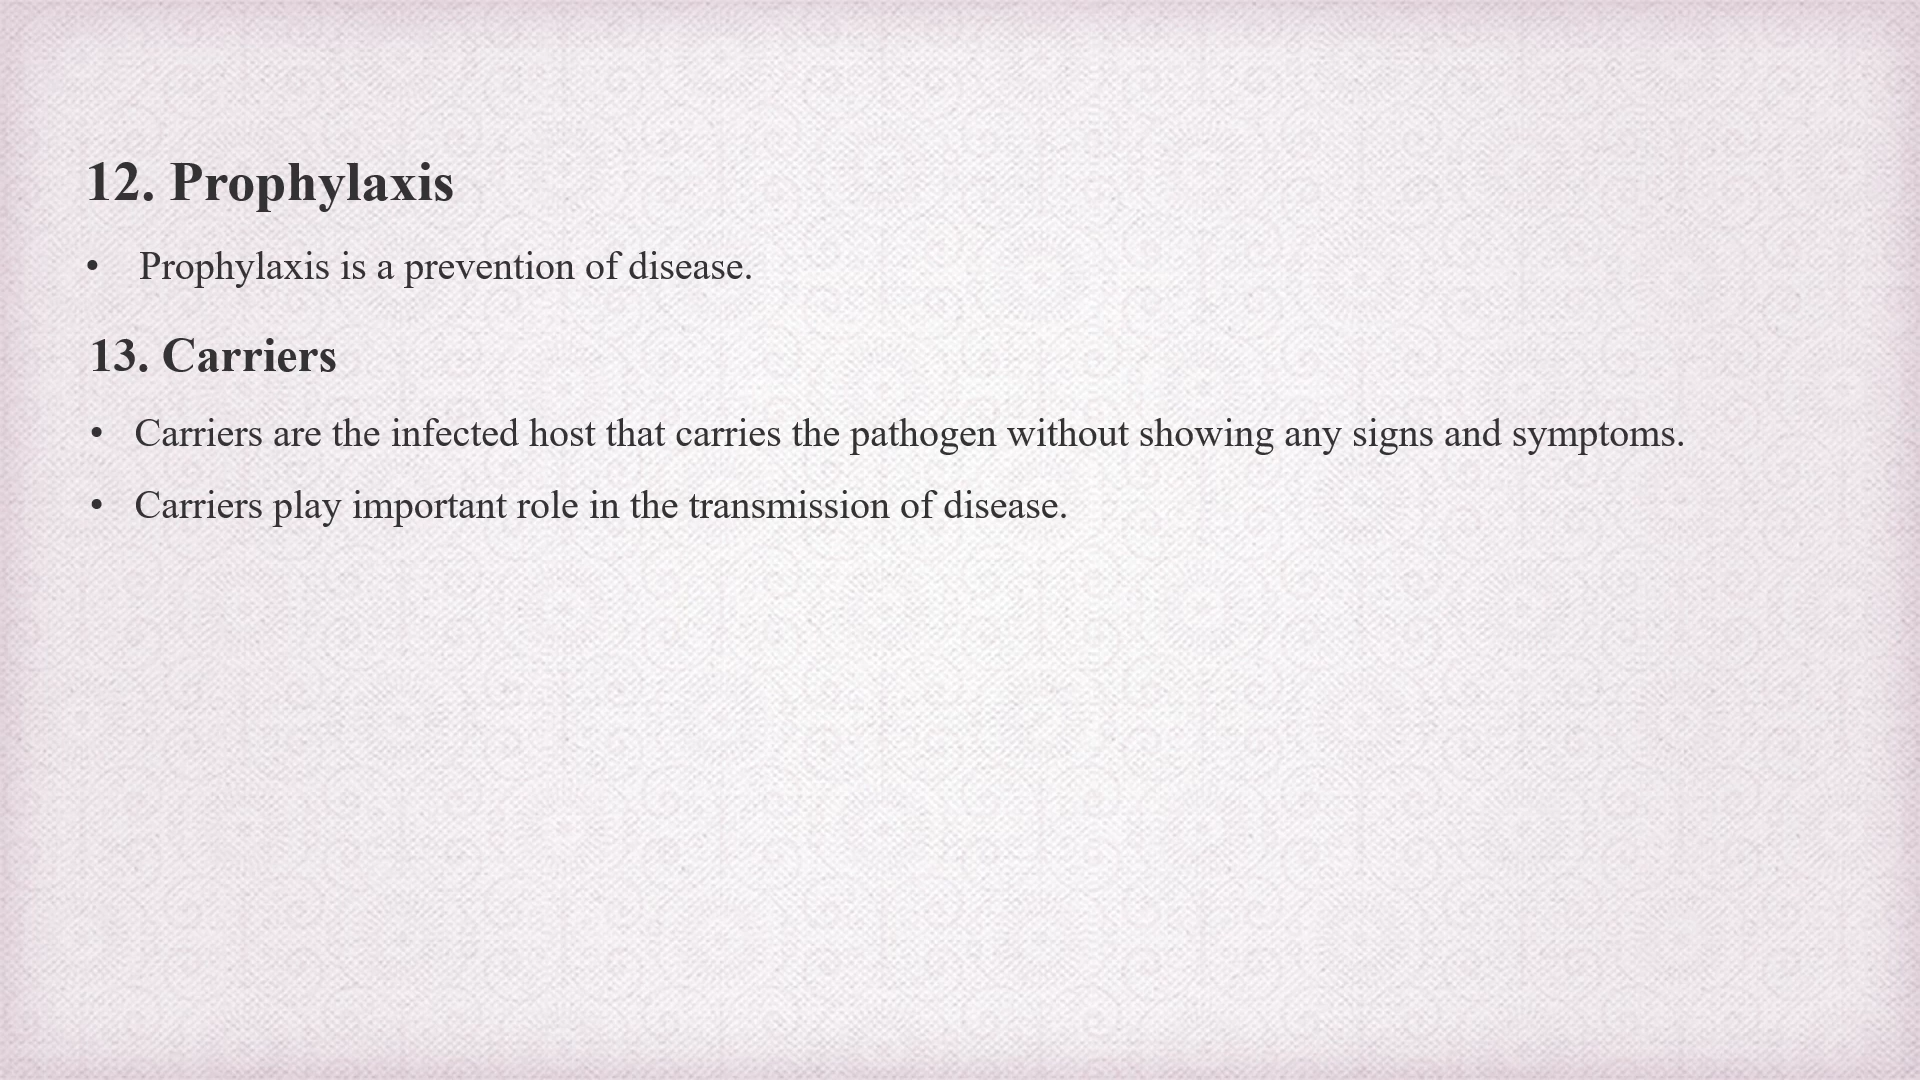 12. Prophylaxis
• Prophylaxis is a prevention of disease.
13. Carriers
• Carriers are the infected host that carries the pathogen without showing any signs and symptoms.
• Carriers play important role in the transmission of disease.